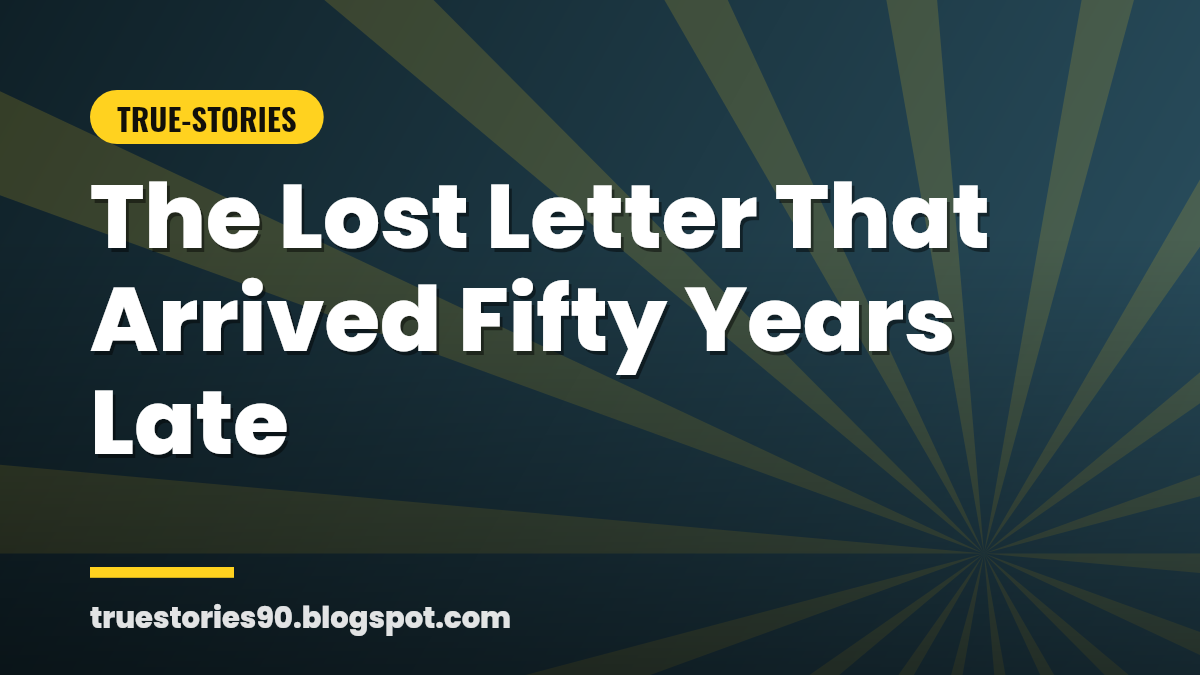 TRUE-STORIES
The Lost Letter That
Arrived Fifty Years
Late
truestories90.blogspot.com